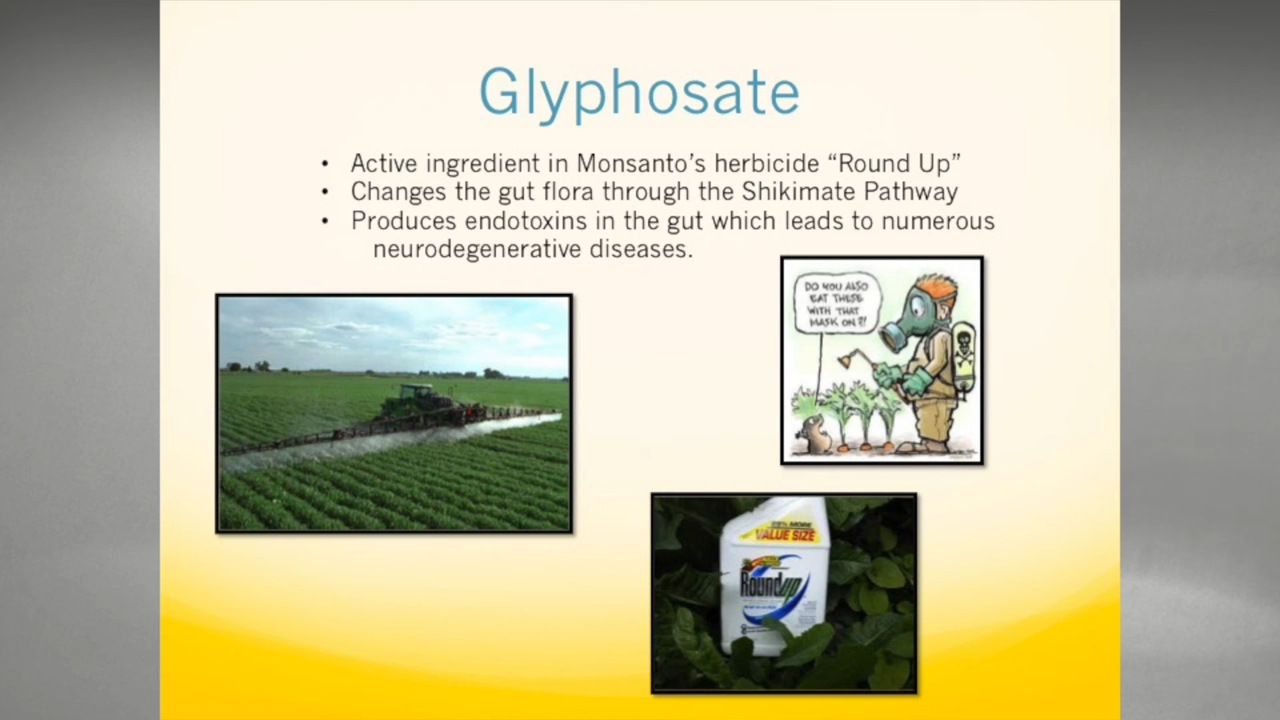 Glyphosate
• Active ingredient in Monsanto’s herbicide “Round Up”
• Changes the gut flora through the Shikimate Pathway
• Produces endotoxins in the gut which leads to numerous
neurodegenerative diseases.
DO YOU ALSO
EAT THESE
WITH THAT
MASK ON?!
25% MORE
VALUE SIZE
Roundup